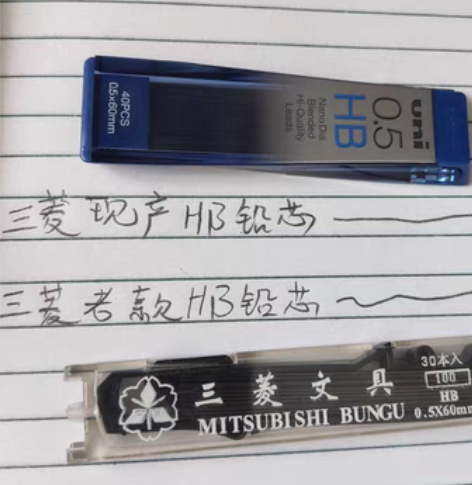 uni
0.5
HB
NanoDia
Blended
Hi-Quality
Leads
40PCS
0.5×60mm
三菱现产HB铅芯
三菱老款HB铅芯
三菱文具
MITSUBISHI BUNGU
30本入
100
HB
0.5X60mm